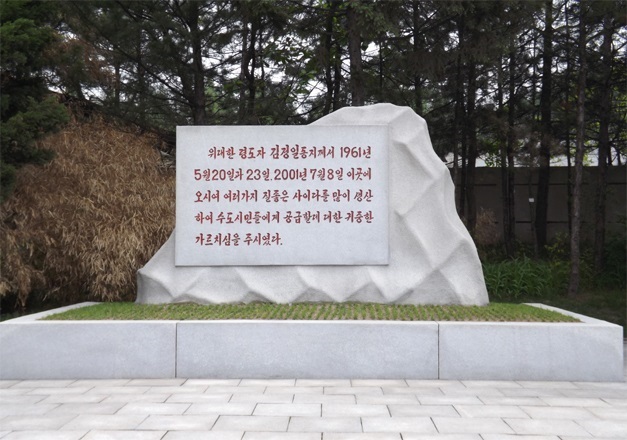 위대한 령도자 김정일동지께서 1961년
5월20일과 23일, 2001년 7월8일 이곳에
오시여 여러가지 질좋은 사이다를 많이 생산
하여 수도시민들에게 공급할데 대한 귀중한
가르치심을 주시였다.